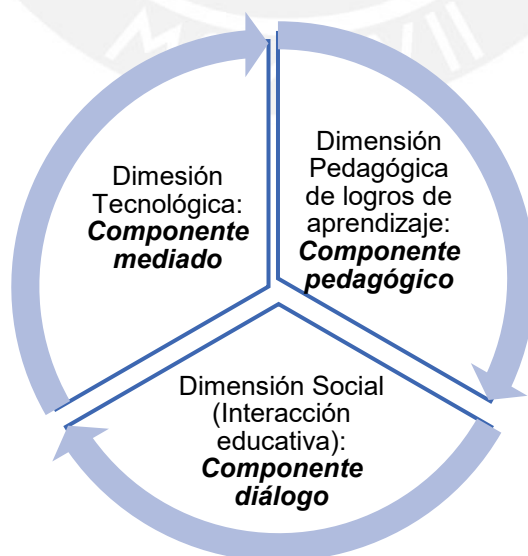 Dimesión
Tecnológica:
Componente
mediado
Dimensión
Pedagógica
de logros de
aprendizaje:
Componente
pedagógico
Dimensión Social
(Interacción
educativa):
Componente
diálogo